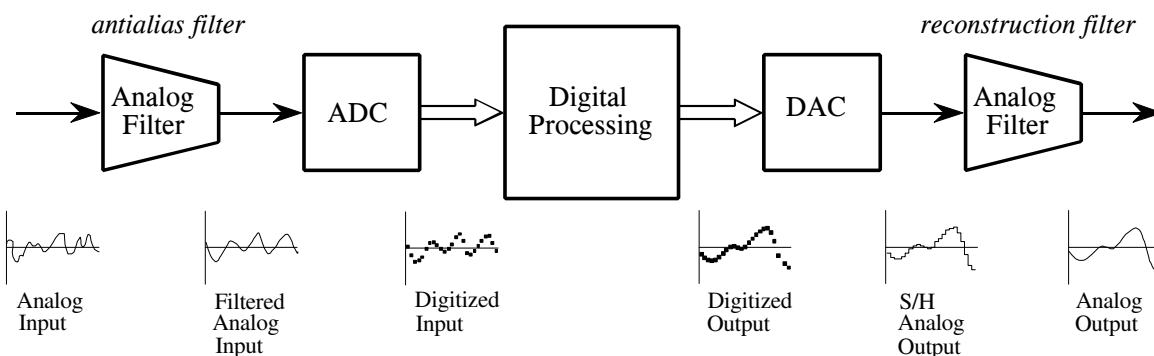 antialias filter
reconstruction filter
Analog
Filter
ADC
Digital
Processing
DAC
Analog
Filter
Analog
Input
Filtered
Analog
Input
Digitized
Input
Digitized
Output
S/H
Analog
Output
Analog
Output